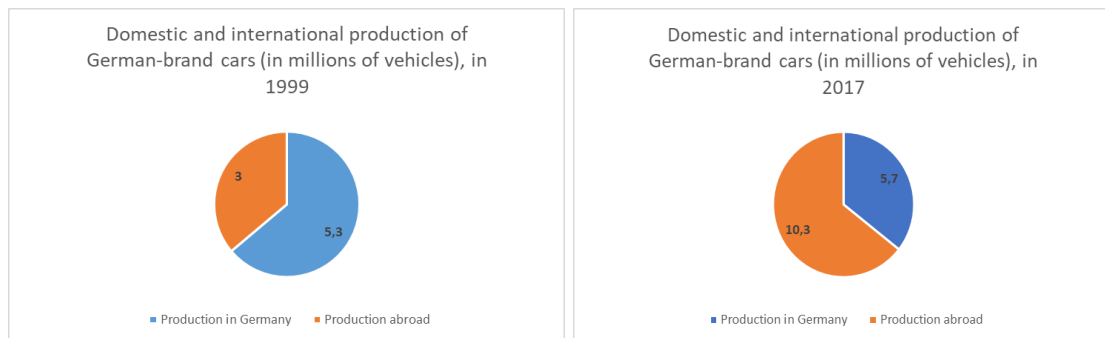 Domestic and international production of
German-brand cars (in millions of vehicles), in
1999
3
5,3
Production in Germany
Production abroad
Domestic and international production of
German-brand cars (in millions of vehicles), in
2017
5,7
10,3
Production in Germany
Production abroad